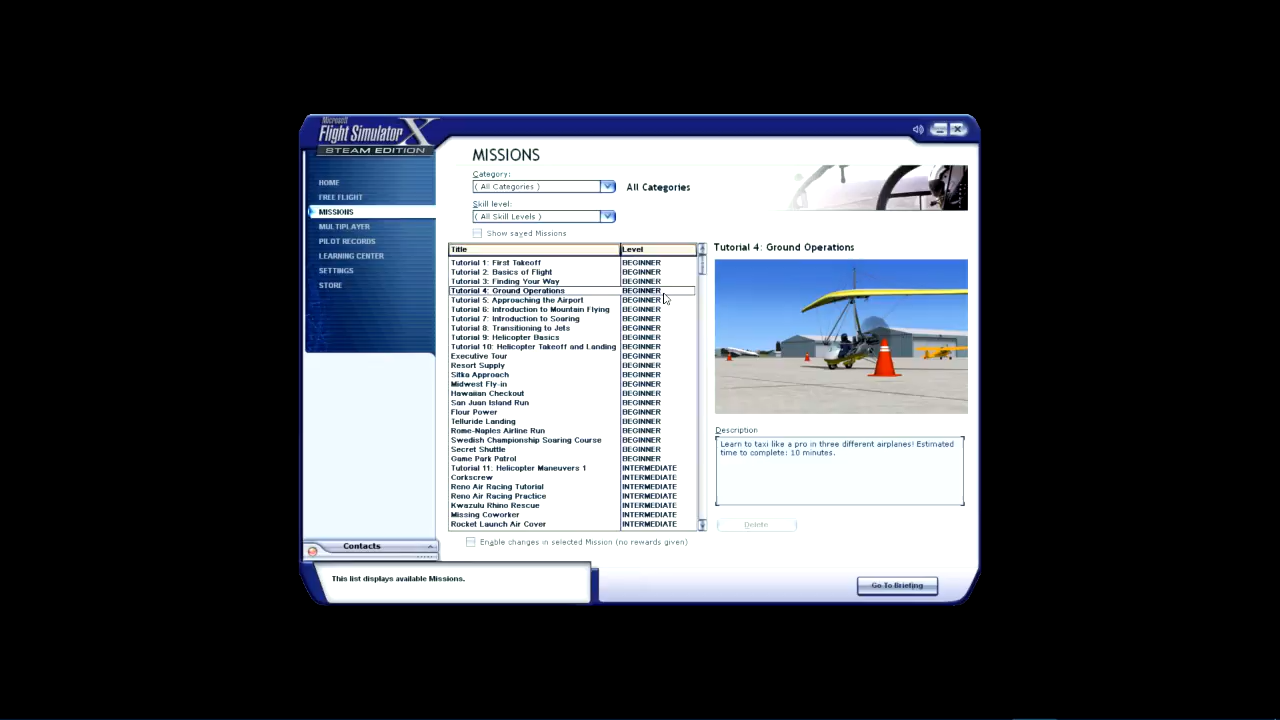 Microsoft
Flight Simulator X
STEAM EDITION
HOME
FREE FLIGHT
MISSIONS
MULTIPLAYER
PILOT RECORDS
LEARNING CENTER
SETTINGS
STORE
Contacts
This list displays available Missions.
MISSIONS
Category:
( All Categories )
All Categories
Skill level:
( All Skill Levels )
Show saved Missions
Title Level
Tutorial 1: First Takeoff BEGINNER
Tutorial 2: Basics of Flight BEGINNER
Tutorial 3: Finding Your Way BEGINNER
Tutorial 4: Ground Operations BEGINNER
Tutorial 5: Approaching the Airport BEGINNER
Tutorial 6: Introduction to Mountain Flying BEGINNER
Tutorial 7: Introduction to Soaring BEGINNER
Tutorial 8: Transitioning to Jets BEGINNER
Tutorial 9: Helicopter Basics BEGINNER
Tutorial 10: Helicopter Takeoff and Landing BEGINNER
Executive Tour BEGINNER
Resort Supply BEGINNER
Sitka Approach BEGINNER
Midwest Fly-in BEGINNER
Hawaiian Checkout BEGINNER
San Juan Island Run BEGINNER
Flour Power BEGINNER
Telluride Landing BEGINNER
Rome-Naples Airline Run BEGINNER
Swedish Championship Soaring Course BEGINNER
Secret Shuttle BEGINNER
Game Park Patrol BEGINNER
Tutorial 11: Helicopter Maneuvers 1 INTERMEDIATE
Corkscrew INTERMEDIATE
Reno Air Racing Tutorial INTERMEDIATE
Reno Air Racing Practice INTERMEDIATE
Kwazulu Rhino Rescue INTERMEDIATE
Missing Coworker INTERMEDIATE
Rocket Launch Air Cover INTERMEDIATE
Enable changes in selected Mission (no rewards given)
Tutorial 4: Ground Operations
Description
Learn to taxi like a pro in three different airplanes! Estimated
time to complete: 10 minutes.
Delete
Go To Briefing